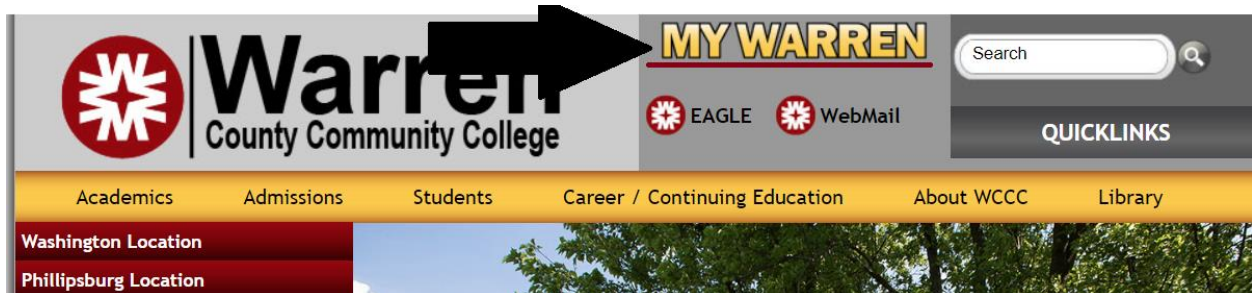 Warren
County Community College
MY WARREN
EAGLE WebMail
Search
QUICKLINKS
Academics Admissions Students Career / Continuing Education About WCCC Library
Washington Location
Phillipsburg Location